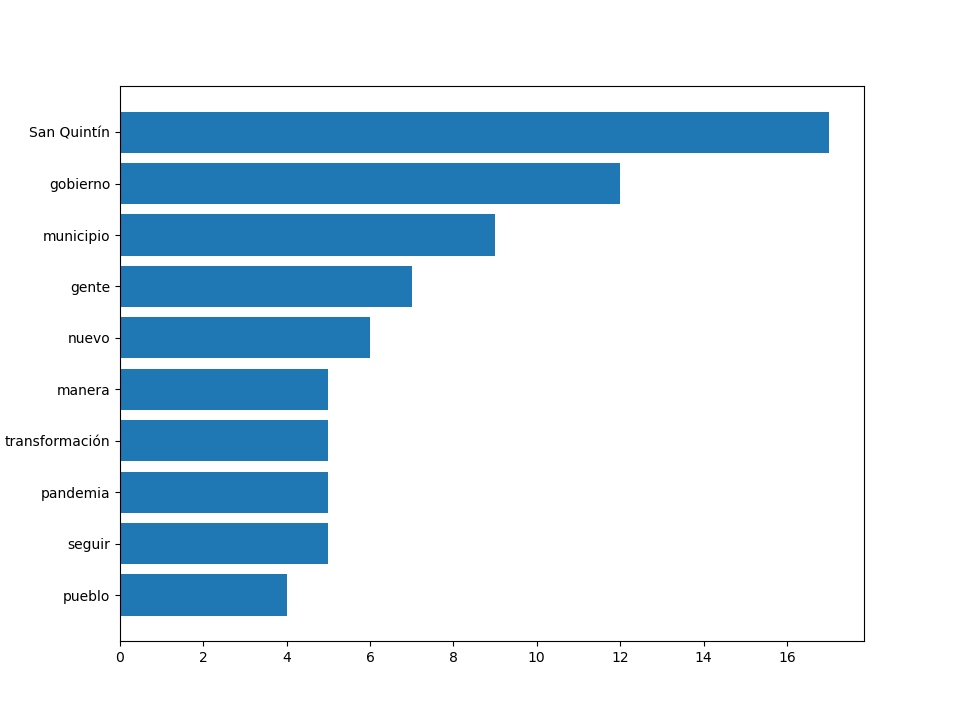 San Quintín
gobierno
municipio
gente
nuevo
manera
transformación
pandemia
seguir
pueblo
0 2 4 6 8 10 12 14 16